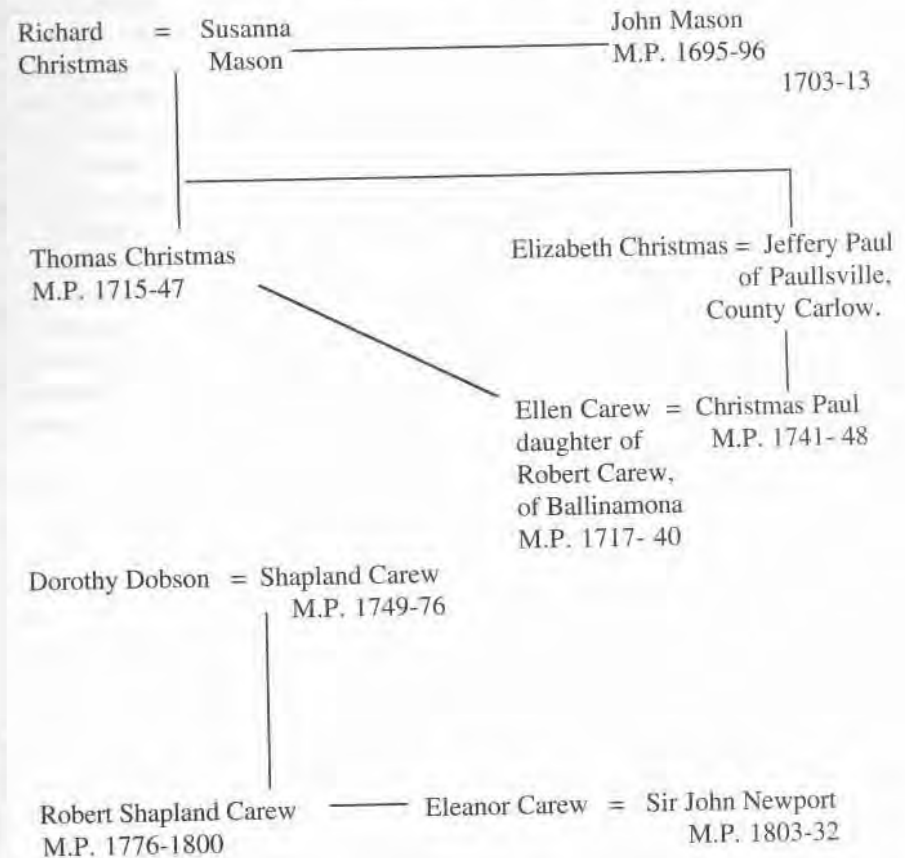 Richard = Susanna
Christmas Mason
John Mason
M.P. 1695-96
1703-13
Thomas Christmas
M.P. 1715-47
Elizabeth Christmas = Jeffery Paul
of Paullsville,
County Carlow.
Ellen Carew = Christmas Paul
daughter of M.P. 1741- 48
Robert Carew,
of Ballinamona
M.P. 1717- 40
Dorothy Dobson = Shapland Carew
M.P. 1749-76
Robert Shapland Carew Eleanor Carew = Sir John Newport
M.P. 1776-1800 M.P. 1803-32